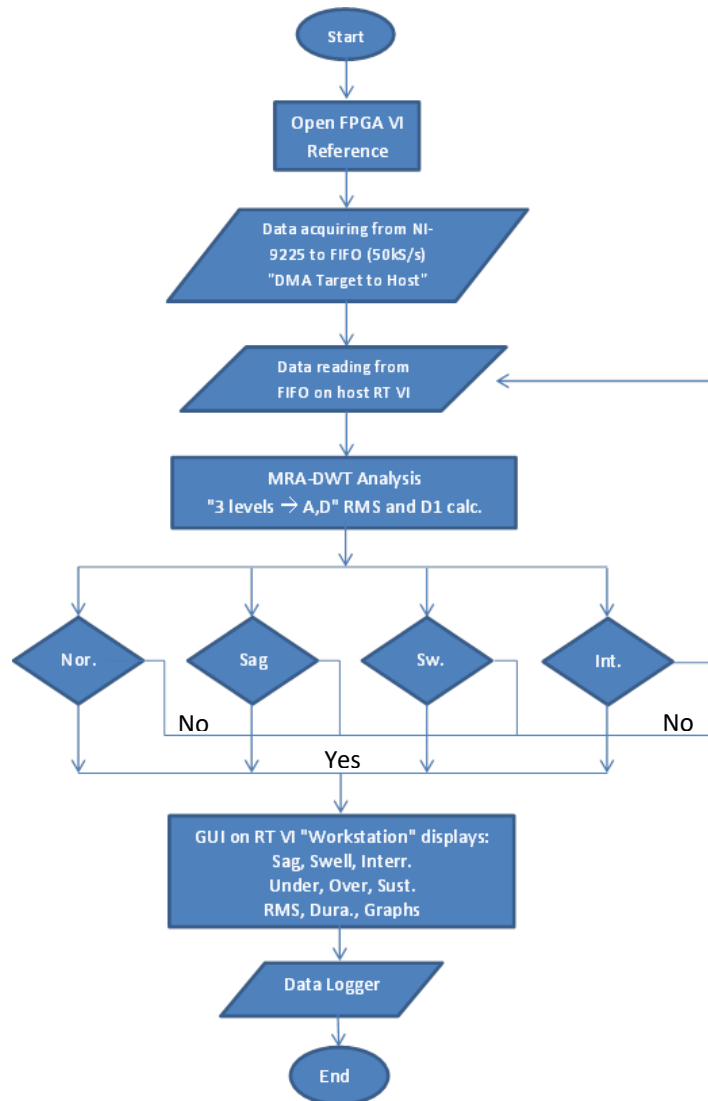 Start
Open FPGA VI
Reference
Data acquiring from NI-
9225 to FIFO (50kS/s)
"DMA Target to Host"
Data reading from
FIFO on host RT VI
MRA-DWT Analysis
"3 levels → A,D" RMS and D1 calc.
Nor.
Sag
Sw.
Int.
No
No
Yes
GUI on RT VI "Workstation" displays:
Sag, Swell, Interr.
Under, Over, Sust.
RMS, Dura., Graphs
Data Logger
End